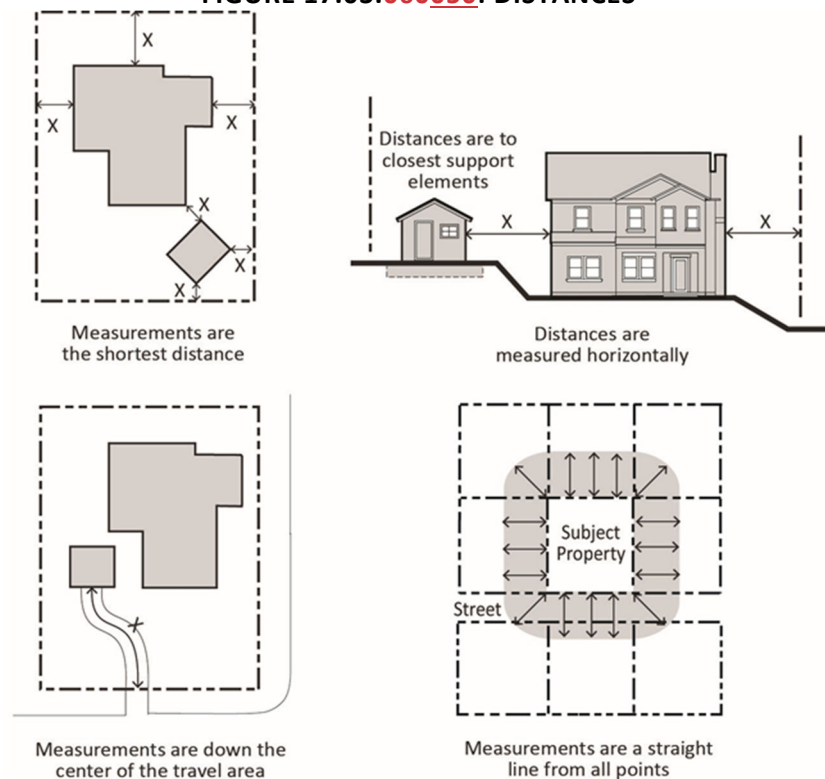 X
X
X
X
X
X
Measurements are
the shortest distance
Distances are to
closest support
elements
X
X
Distances are
measured horizontally
X
Measurements are down the
center of the travel area
Subject
Property
Street
Measurements are a straight
line from all points